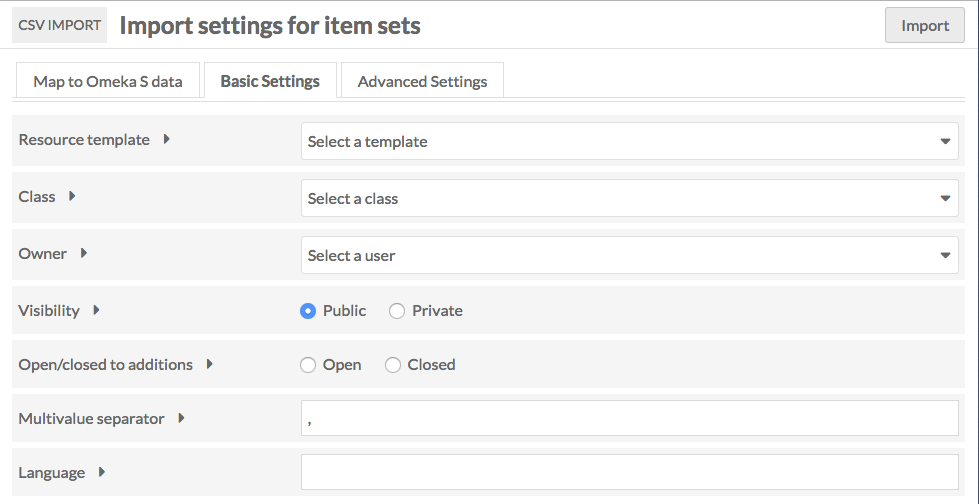 CSV IMPORT Import settings for item sets Import
Map to Omeka S data Basic Settings Advanced Settings
Resource template Select a template
Class Select a class
Owner Select a user
Visibility Public Private
Open/closed to additions Open Closed
Multivalue separator ,
Language